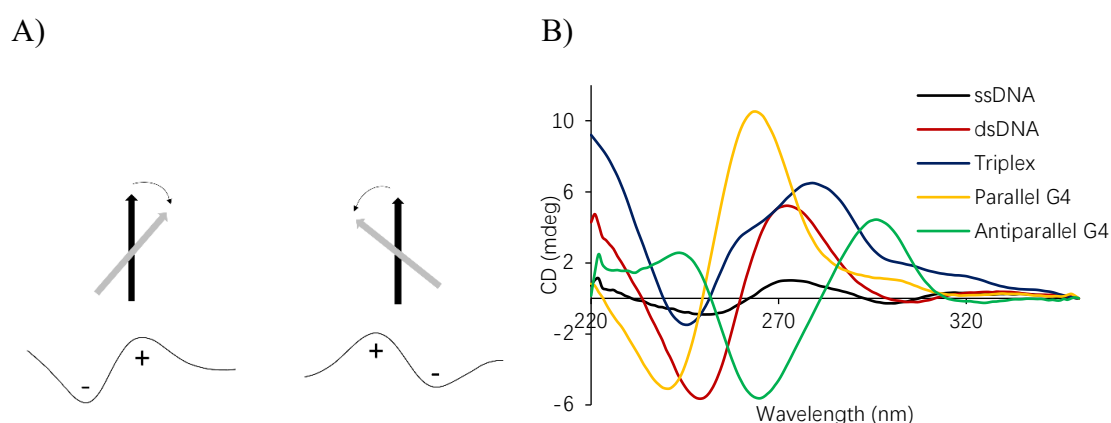 A)
B)
- +
+ -
CD (mdeg)
10
6
2
-2
-6
220 270 320
Wavelength (nm)
ssDNA
dsDNA
Triplex
Parallel G4
Antiparallel G4